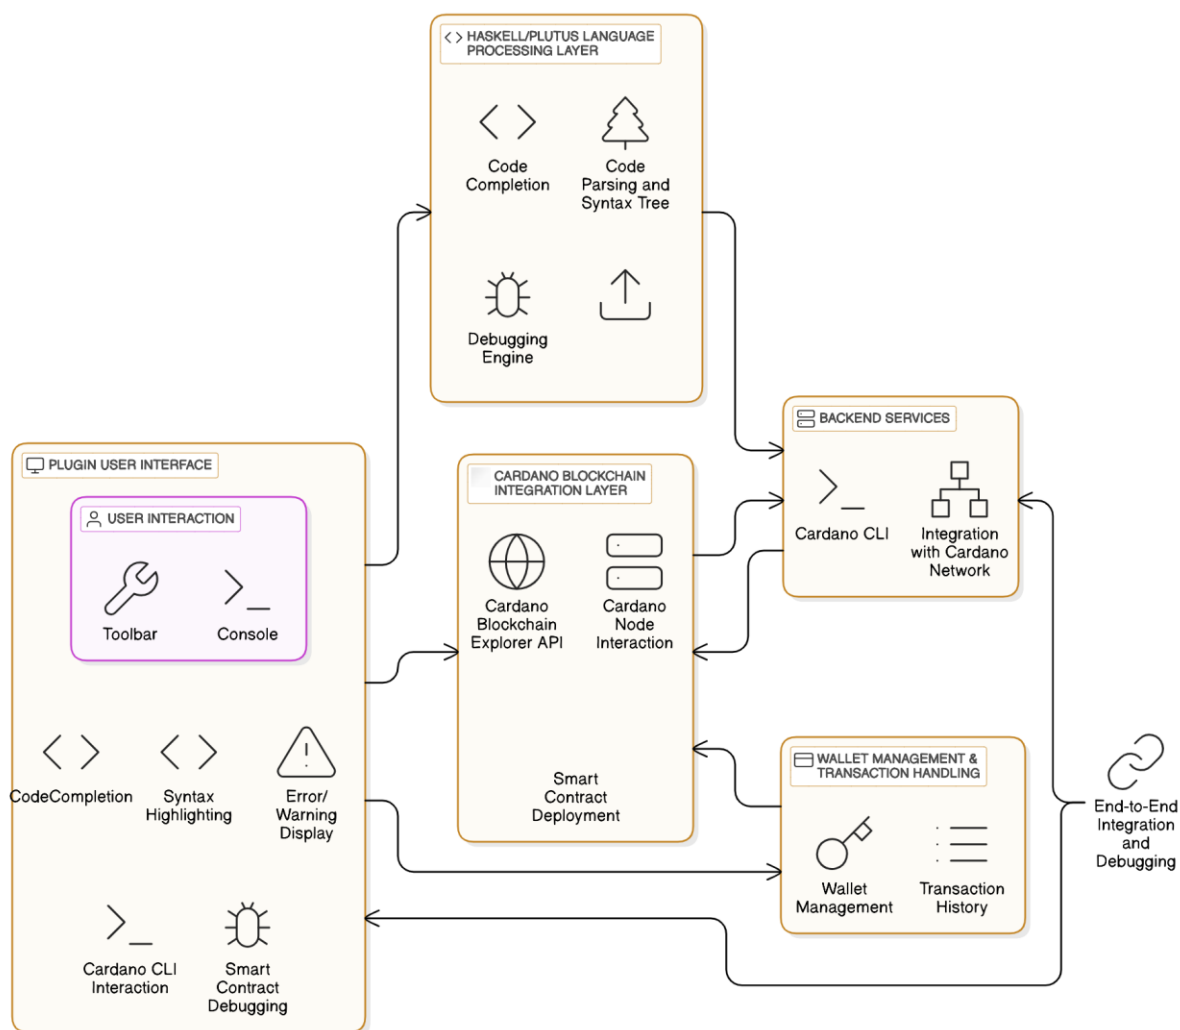 HASKELL/PLUTUS LANGUAGE
PROCESSING LAYER
Code
Completion
Code
Parsing and
Syntax Tree
Debugging
Engine
BACKEND SERVICES
Cardano CLI
Integration
with Cardano
Network
PLUGIN USER INTERFACE
USER INTERACTION
Toolbar
Console
CodeCompletion
Syntax
Highlighting
Error/
Warning
Display
Cardano CLI
Interaction
Smart
Contract
Debugging
CARDANO BLOCKCHAIN
INTEGRATION LAYER
Cardano
Blockchain
Explorer API
Cardano
Node
Interaction
Smart
Contract
Deployment
WALLET MANAGEMENT &
TRANSACTION HANDLING
Wallet
Management
Transaction
History
End-to-End
Integration
and
Debugging